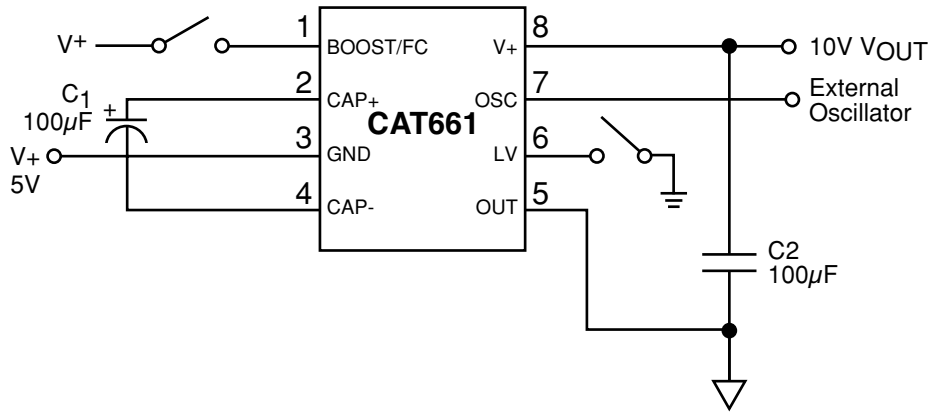 V+
1
BOOST/FC
V+
8
10V VOUT
C1
100µF
+
2
CAP+
OSC
7
External
Oscillator
CAT661
V+
5V
3
GND
LV
6
4
CAP-
OUT
5
C2
100µF